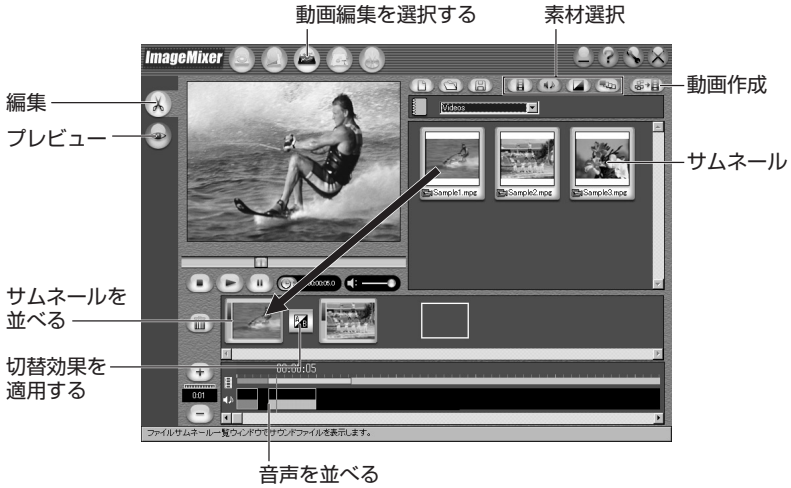 動画編集を選択する
素材選択
ImageMixer
動画作成
編集
Videos
プレビュー
サムネール
Sample1.mpg
Sample2.mpg
Sample3.mpg
サムネールを
並べる
切替効果を
適用する
00:00:05
0:01
ファイルサムネール一覧ウィンドウでサウンドファイルを表示します。
音声を並べる